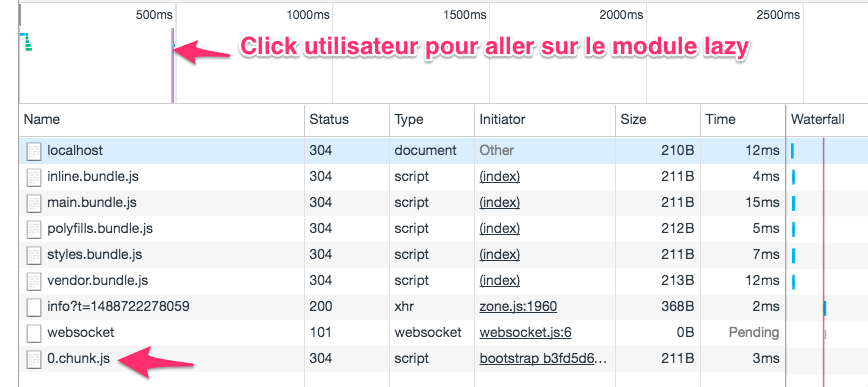 500ms 1000ms 1500ms 2000ms 2500ms
Click utilisateur pour aller sur le module lazy
Name Status Type Initiator Size Time Waterfall
localhost 304 document Other 210B 12ms
inline.bundle.js 304 script (index) 211B 4ms
main.bundle.js 304 script (index) 211B 15ms
polyfills.bundle.js 304 script (index) 212B 5ms
styles.bundle.js 304 script (index) 211B 7ms
vendor.bundle.js 304 script (index) 213B 12ms
info?t=1488722278059 200 xhr zone.js:1960 368B 2ms
websocket 101 websocket websocket.js:6 0B Pending
0.chunk.js 304 script bootstrap b3fd5d6… 211B 3ms